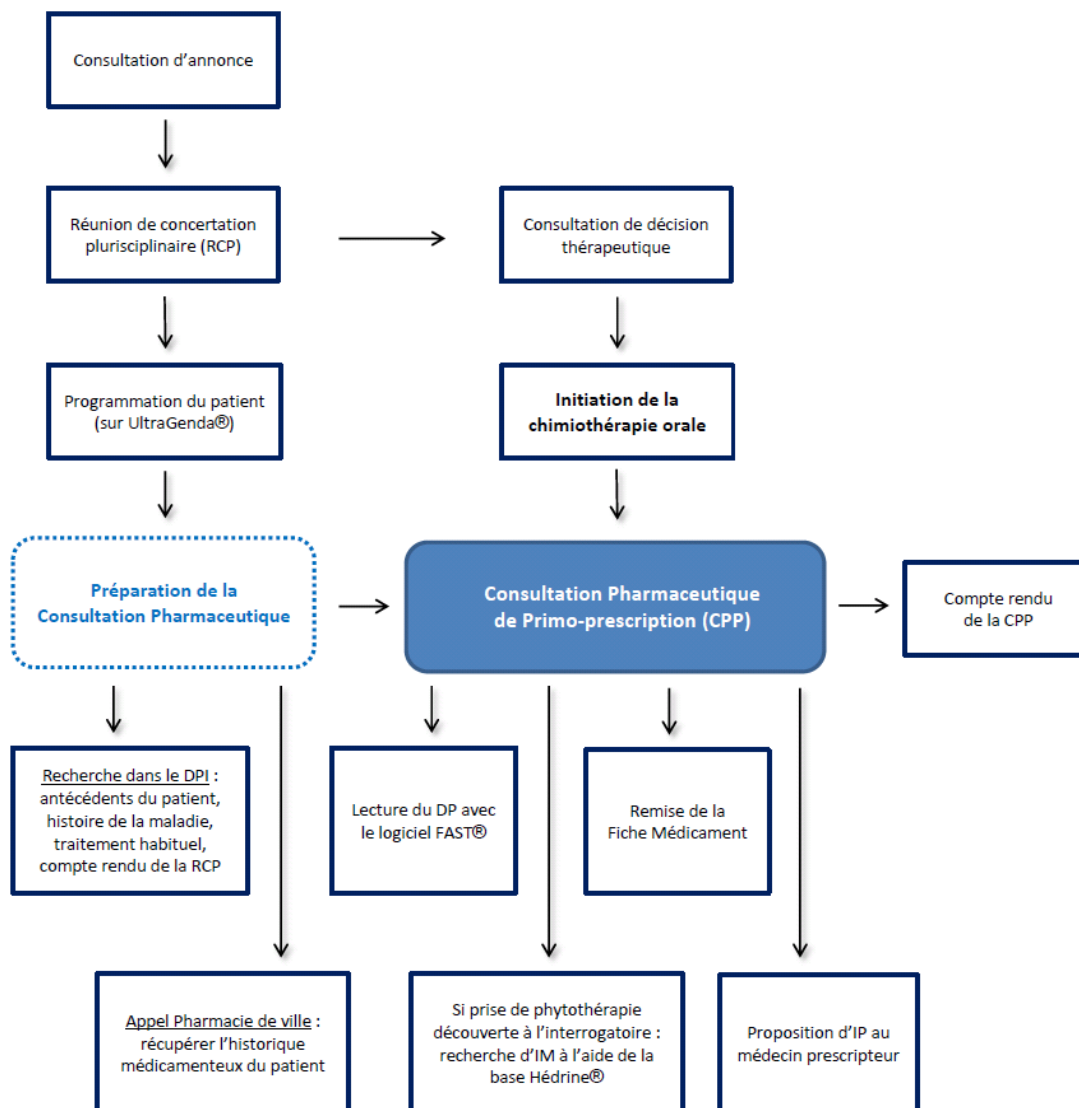 Consultation d’annonce
Réunion de concertation
plurisciplinaire (RCP)
Consultation de décision
thérapeutique
Programmation du patient
(sur UltraGenda®)
Initiation de la
chimiothérapie orale
Préparation de la
Consultation Pharmaceutique
Consultation Pharmaceutique
de Primo-prescription (CPP)
Compte rendu
de la CPP
Recherche dans le DPI :
antécédents du patient,
histoire de la maladie,
traitement habituel,
compte rendu de la RCP
Lecture du DP avec
le logiciel FAST®
Remise de la
Fiche Médicament
Appel Pharmacie de ville :
récupérer l’historique
médicamenteux du patient
Si prise de phytothérapie
découverte à l’interrogatoire :
recherche d’IM à l’aide de la
base Hédrine®
Proposition d’IP au
médecin prescripteur